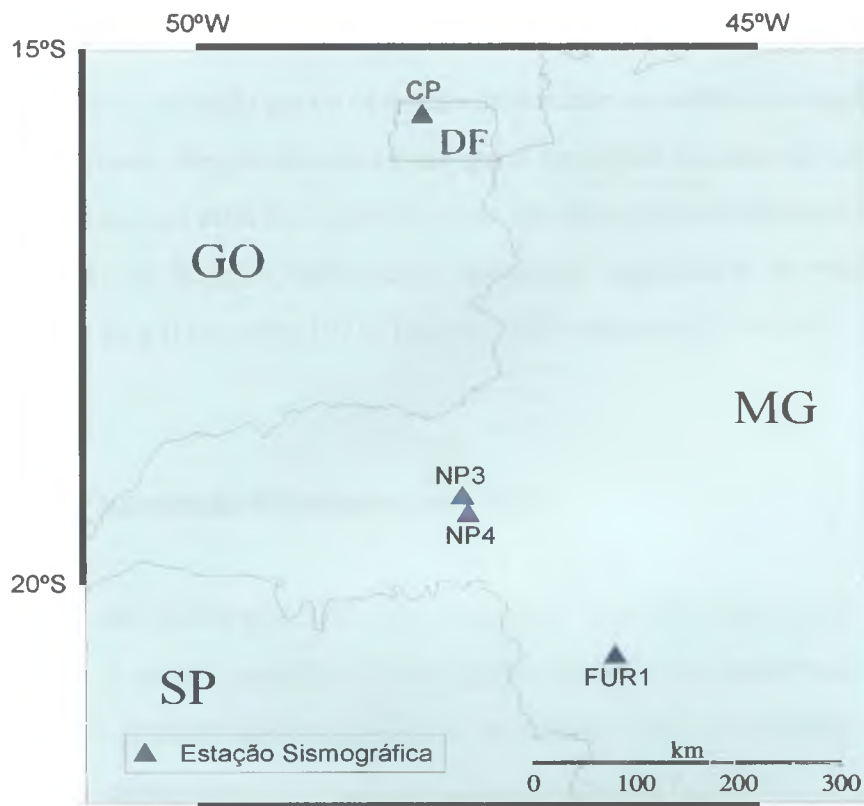 50ºW 45ºW
15ºS
CP
DF
GO
MG
NP3
NP4
20ºS
FUR1
SP
Estação Sismográfica
km
0 100 200 300